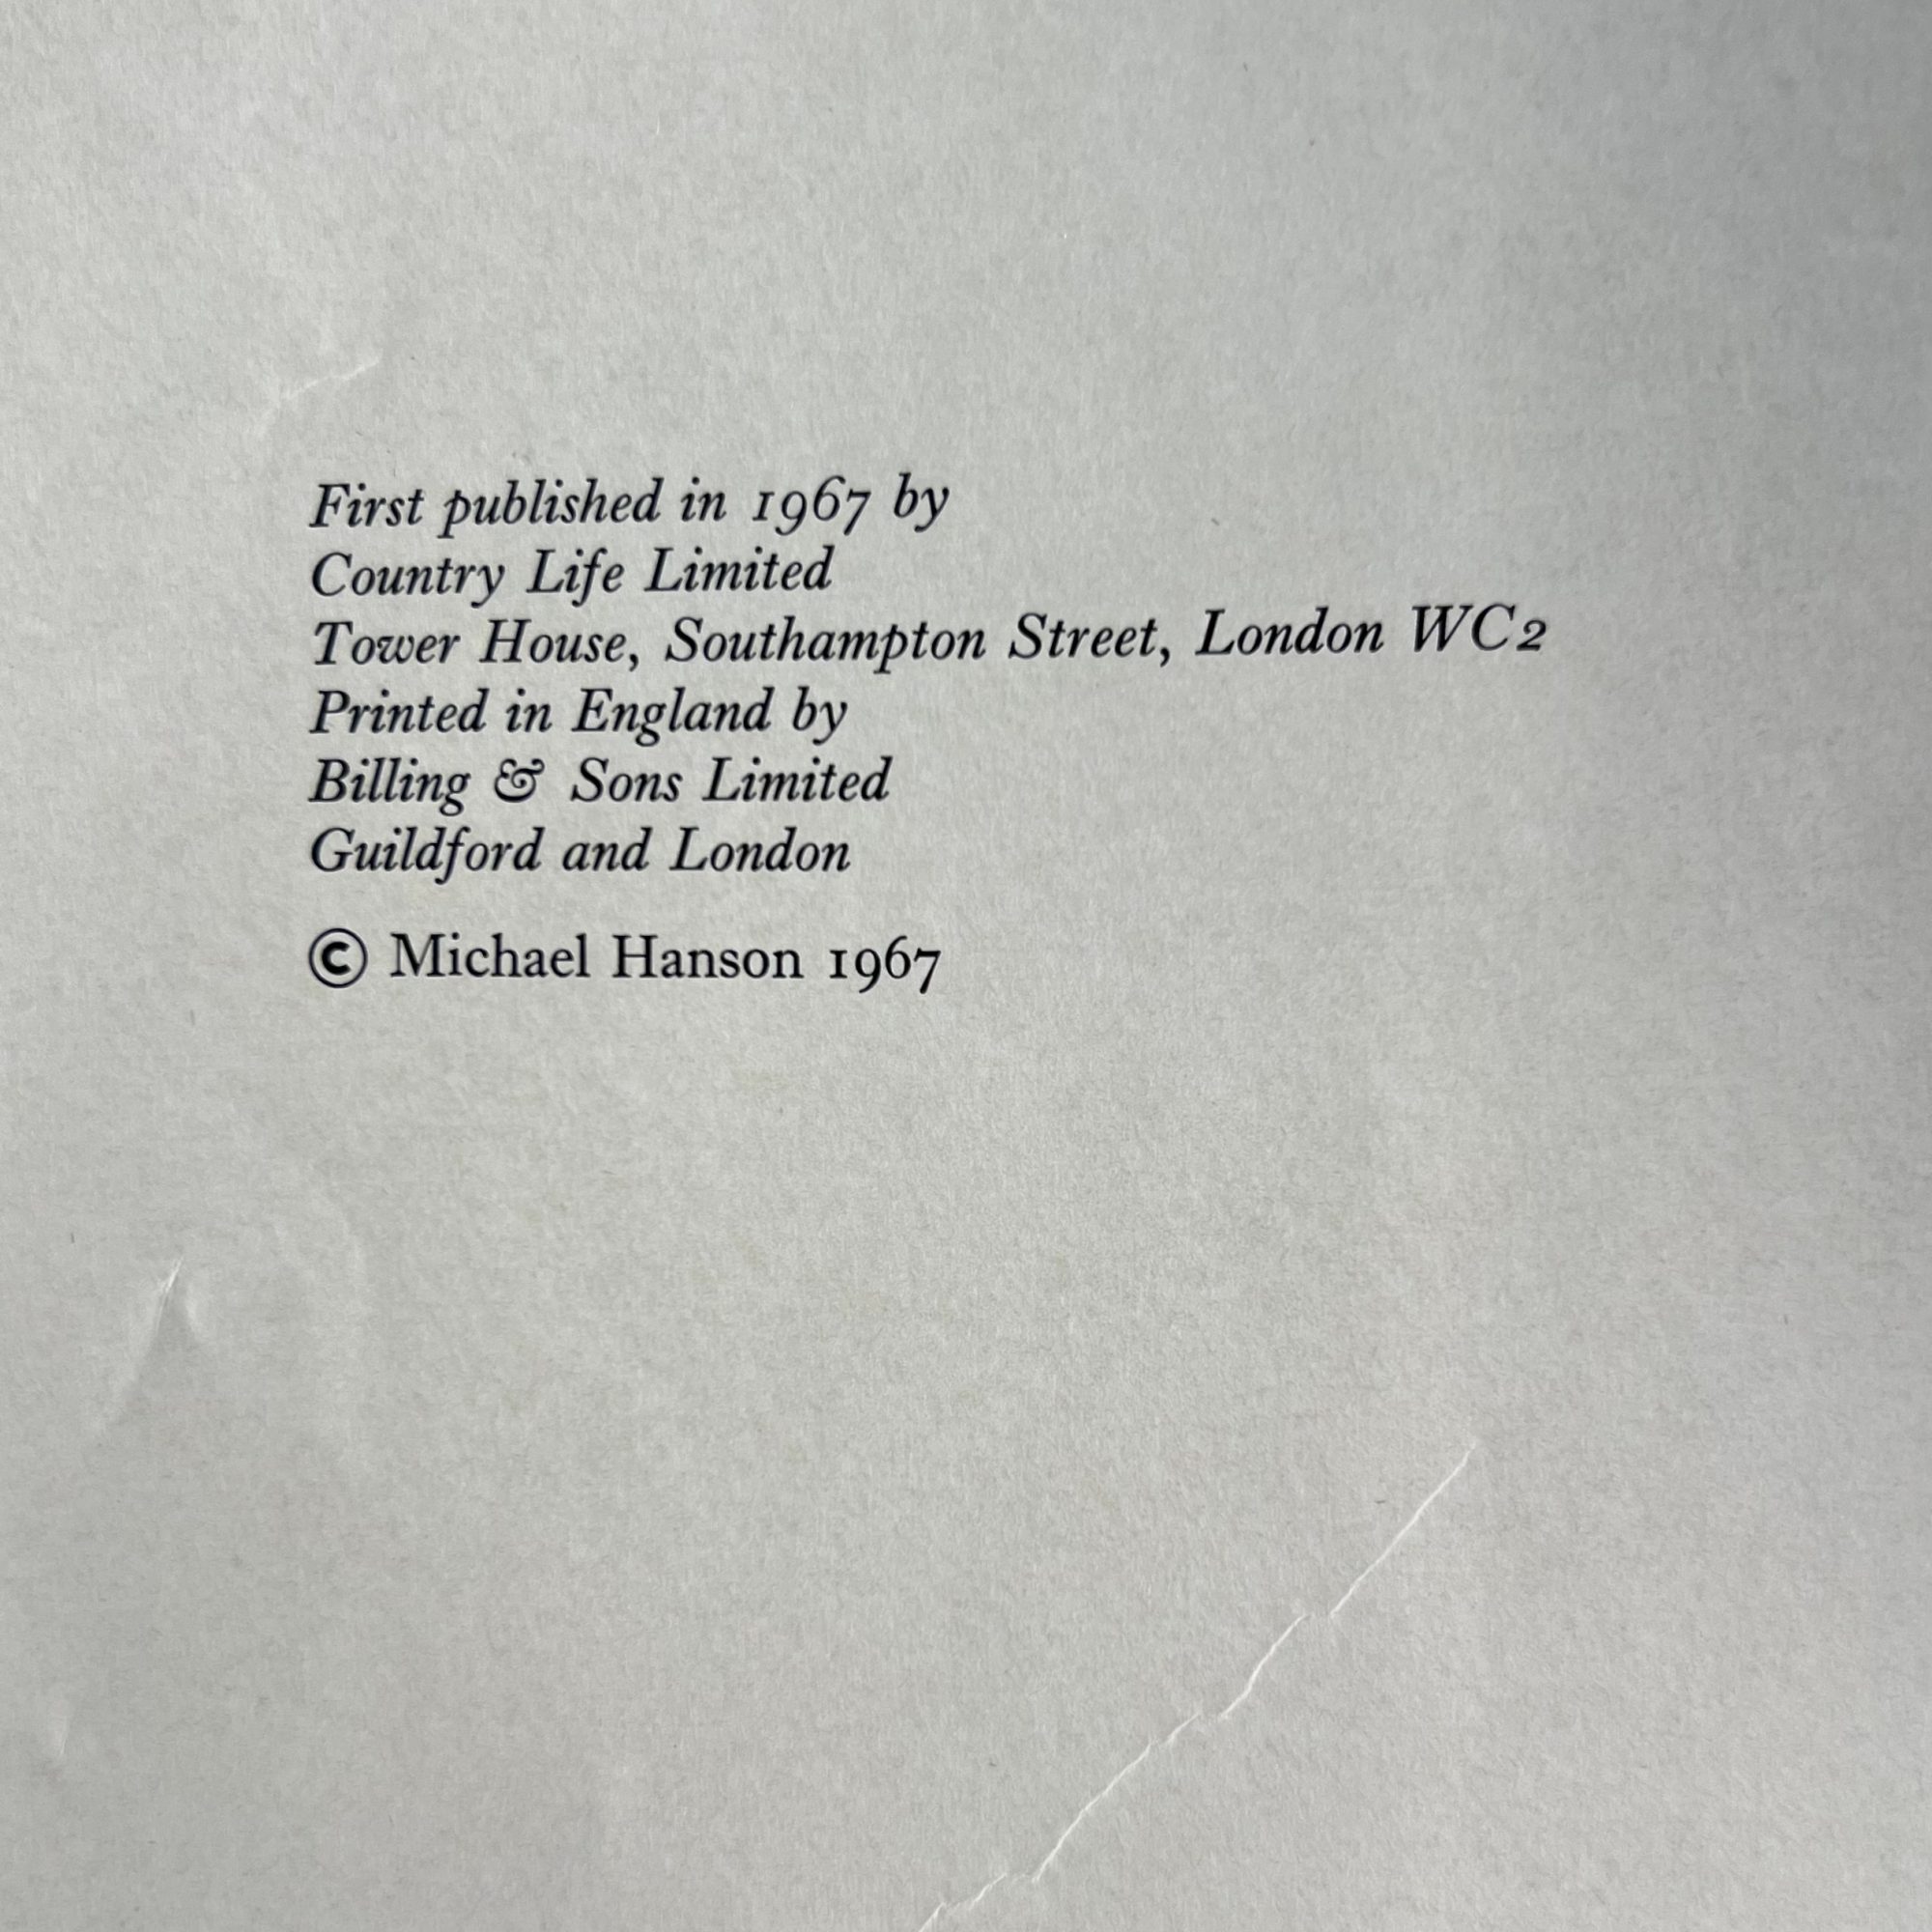 First published in 1967 by
Country Life Limited
Tower House, Southampton Street, London WC2
Printed in England by
Billing & Sons Limited
Guildford and London
© Michael Hanson 1967